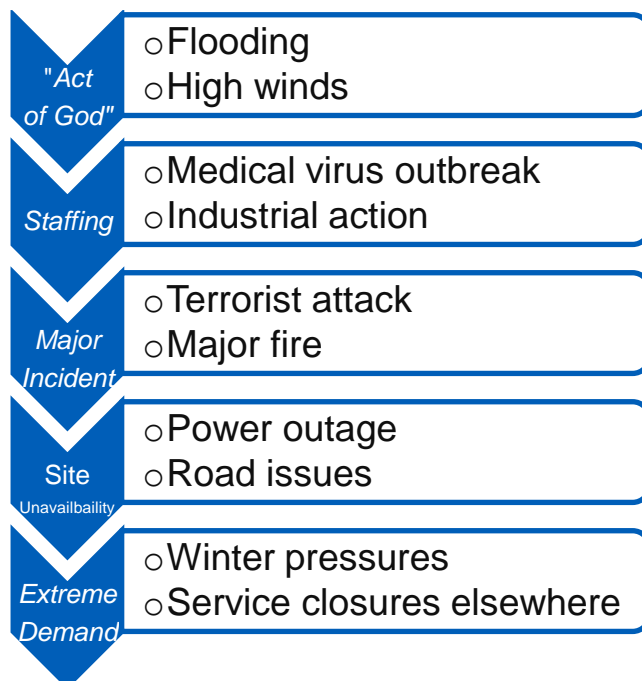 "Act
of God"
○Flooding
○High winds
Staffing
○Medical virus outbreak
○Industrial action
Major
Incident
○Terrorist attack
○Major fire
Site
Unavailbaility
○Power outage
○Road issues
Extreme
Demand
○Winter pressures
○Service closures elsewhere